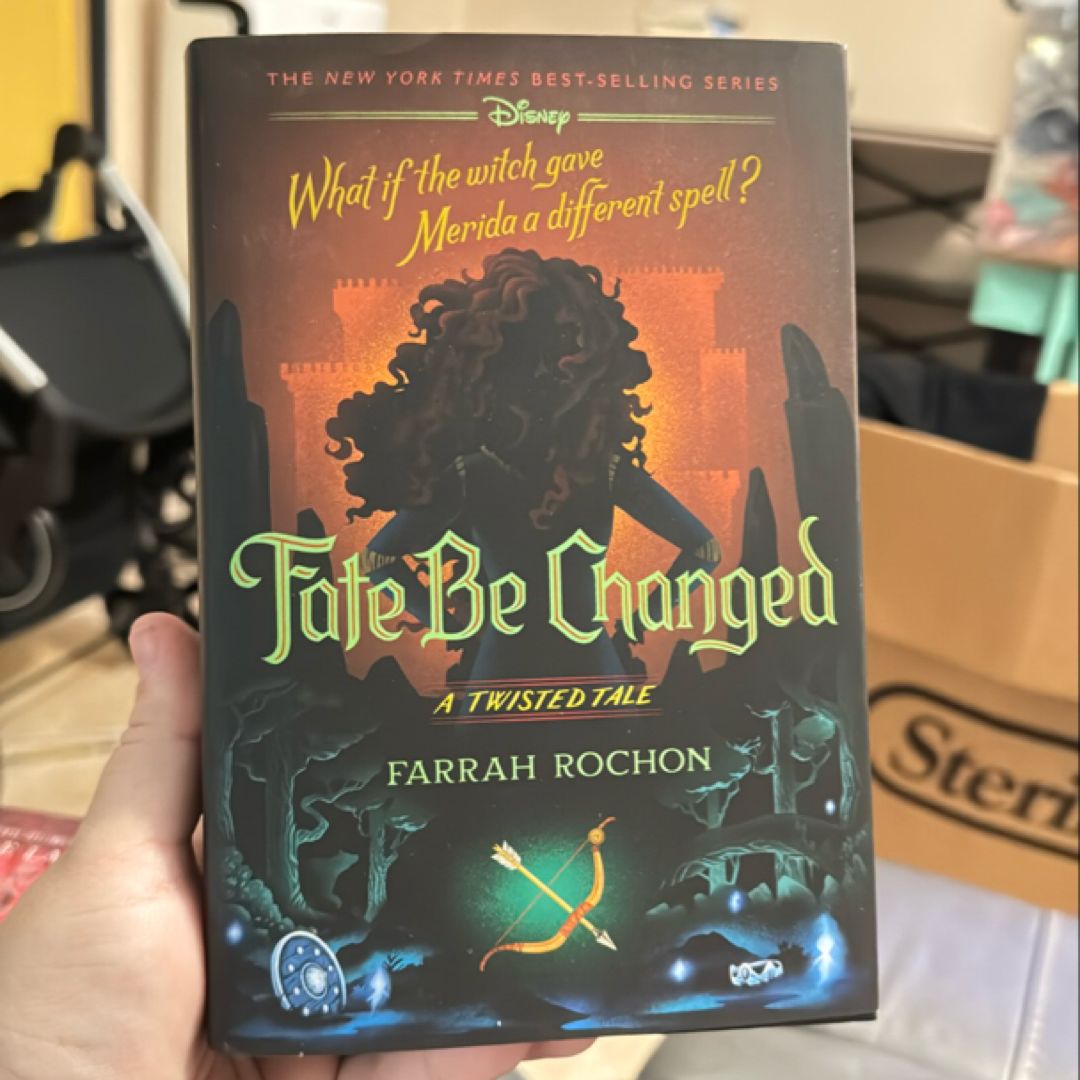 THE NEW YORK TIMES BEST-SELLING SERIES
Disney
What if the witch gave
Merida a different spell?
Fate Be Changed
A TWISTED TALE
FARRAH ROCHON
Steri